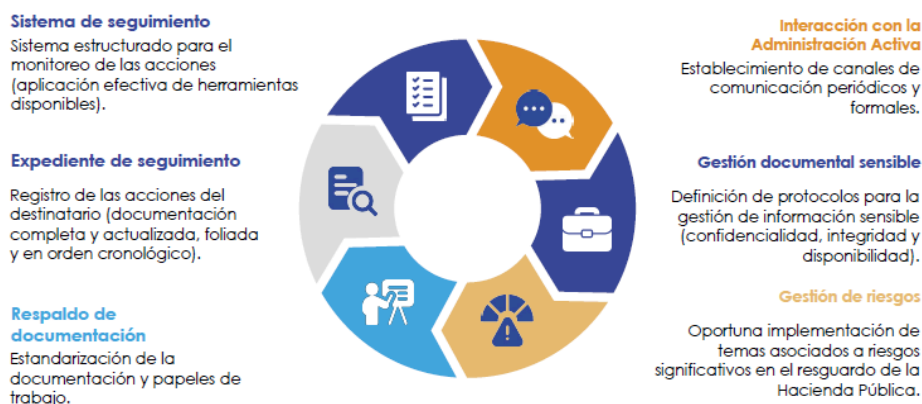 Sistema de seguimiento
Sistema estructurado para el
monitoreo de las acciones
(aplicación efectiva de herramientas
disponibles).
Expediente de seguimiento
Registro de las acciones del
destinatario (documentación
completa y actualizada, foliada
y en orden cronológico).
Respaldo de
documentación
Estandarización de la
documentación y papeles de
trabajo.
Interacción con la
Administración Activa
Establecimiento de canales de
comunicación periódicos y
formales.
Gestión documental sensible
Definición de protocolos para la
gestión de información sensible
(confidencialidad, integridad y
disponibilidad).
Gestión de riesgos
Oportuna implementación de
temas asociados a riesgos
significativos en el resguardo de la
Hacienda Pública.